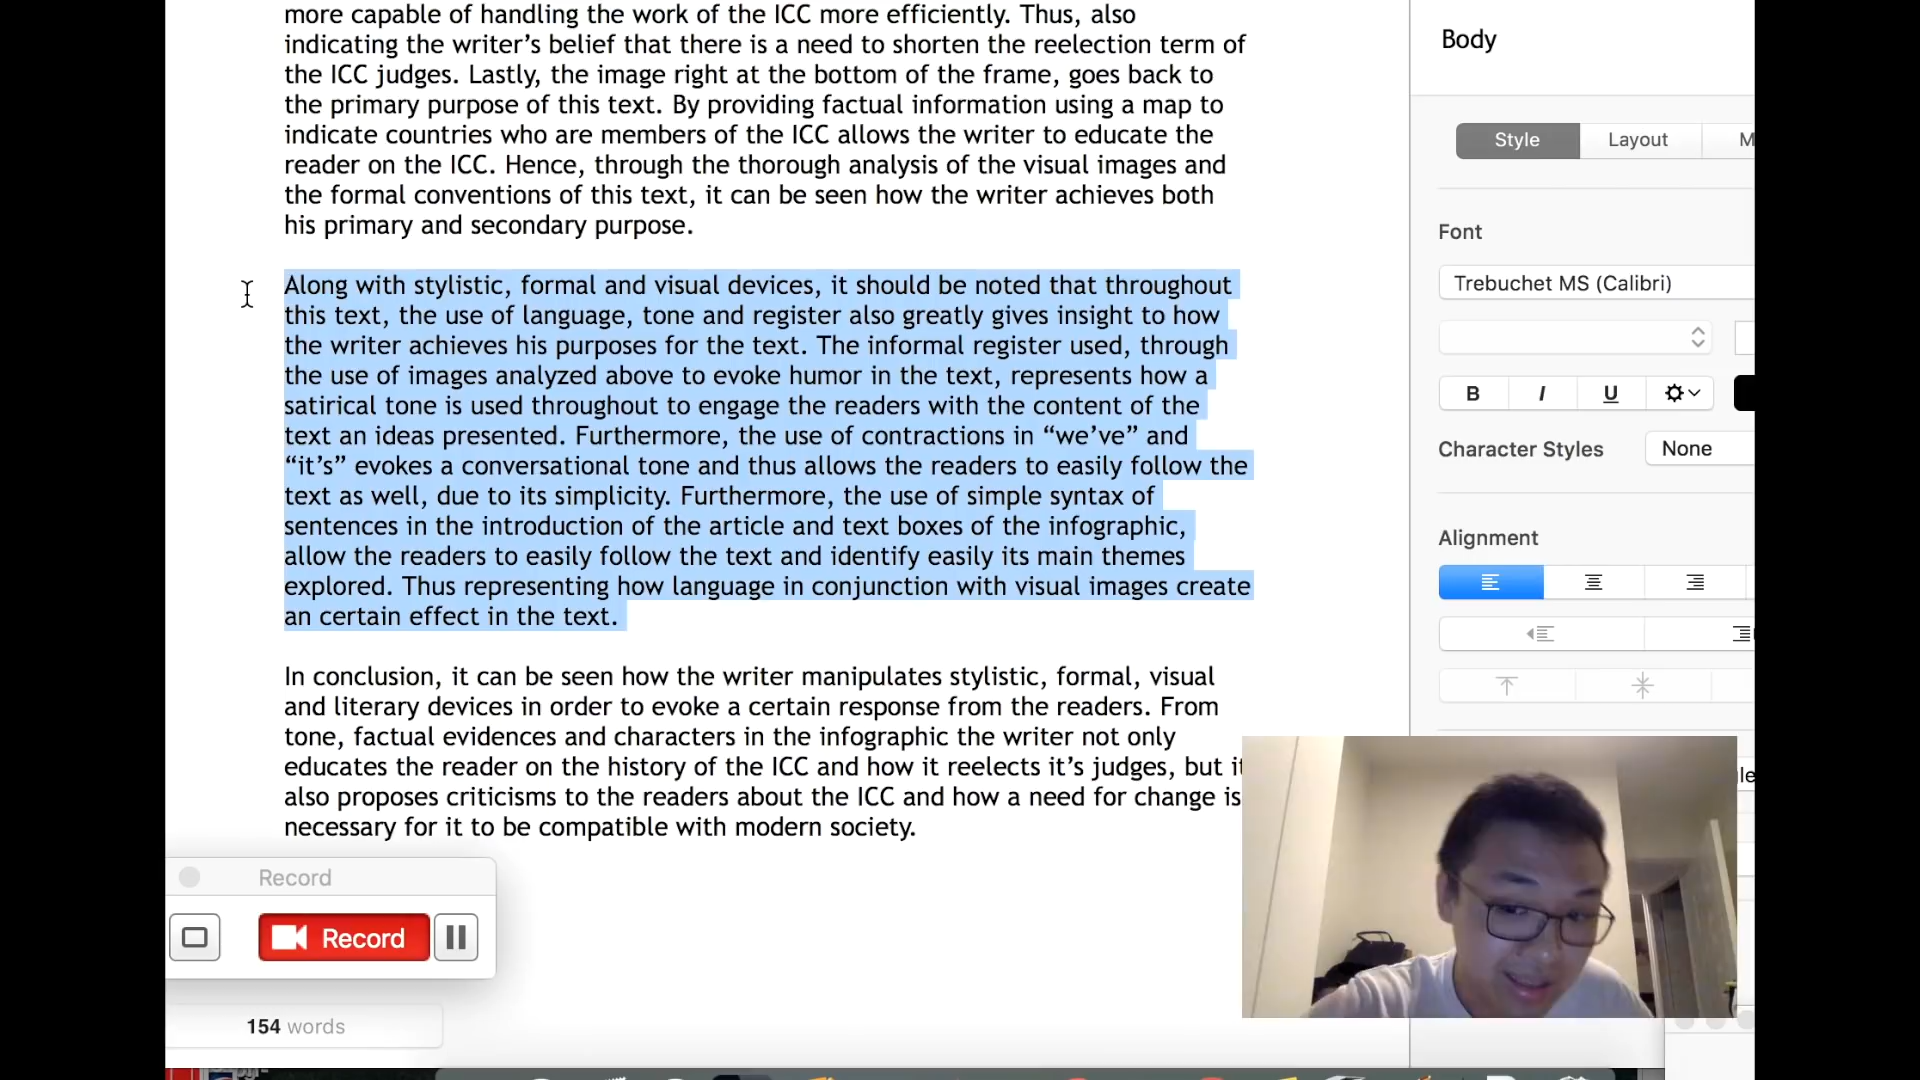 more capable of handling the work of the ICC more efficiently. Thus, also
indicating the writer’s belief that there is a need to shorten the reelection term of
the ICC judges. Lastly, the image right at the bottom of the frame, goes back to
the primary purpose of this text. By providing factual information using a map to
indicate countries who are members of the ICC allows the writer to educate the
reader on the ICC. Hence, through the thorough analysis of the visual images and
the formal conventions of this text, it can be seen how the writer achieves both
his primary and secondary purpose.
Along with stylistic, formal and visual devices, it should be noted that throughout
this text, the use of language, tone and register also greatly gives insight to how
the writer achieves his purposes for the text. The informal register used, through
the use of images analyzed above to evoke humor in the text, represents how a
satirical tone is used throughout to engage the readers with the content of the
text an ideas presented. Furthermore, the use of contractions in “we’ve” and
“it’s” evokes a conversational tone and thus allows the readers to easily follow the
text as well, due to its simplicity. Furthermore, the use of simple syntax of
sentences in the introduction of the article and text boxes of the infographic,
allow the readers to easily follow the text and identify easily its main themes
explored. Thus representing how language in conjunction with visual images create
an certain effect in the text.
In conclusion, it can be seen how the writer manipulates stylistic, formal, visual
and literary devices in order to evoke a certain response from the readers. From
tone, factual evidences and characters in the infographic the writer not only
educates the reader on the history of the ICC and how it reelects it’s judges, but it
also proposes criticisms to the readers about the ICC and how a need for change is
necessary for it to be compatible with modern society.
Record
Record
154 words
Body
Style Layout M
Font
Trebuchet MS (Calibri)
B I U
Character Styles None
Alignment
le